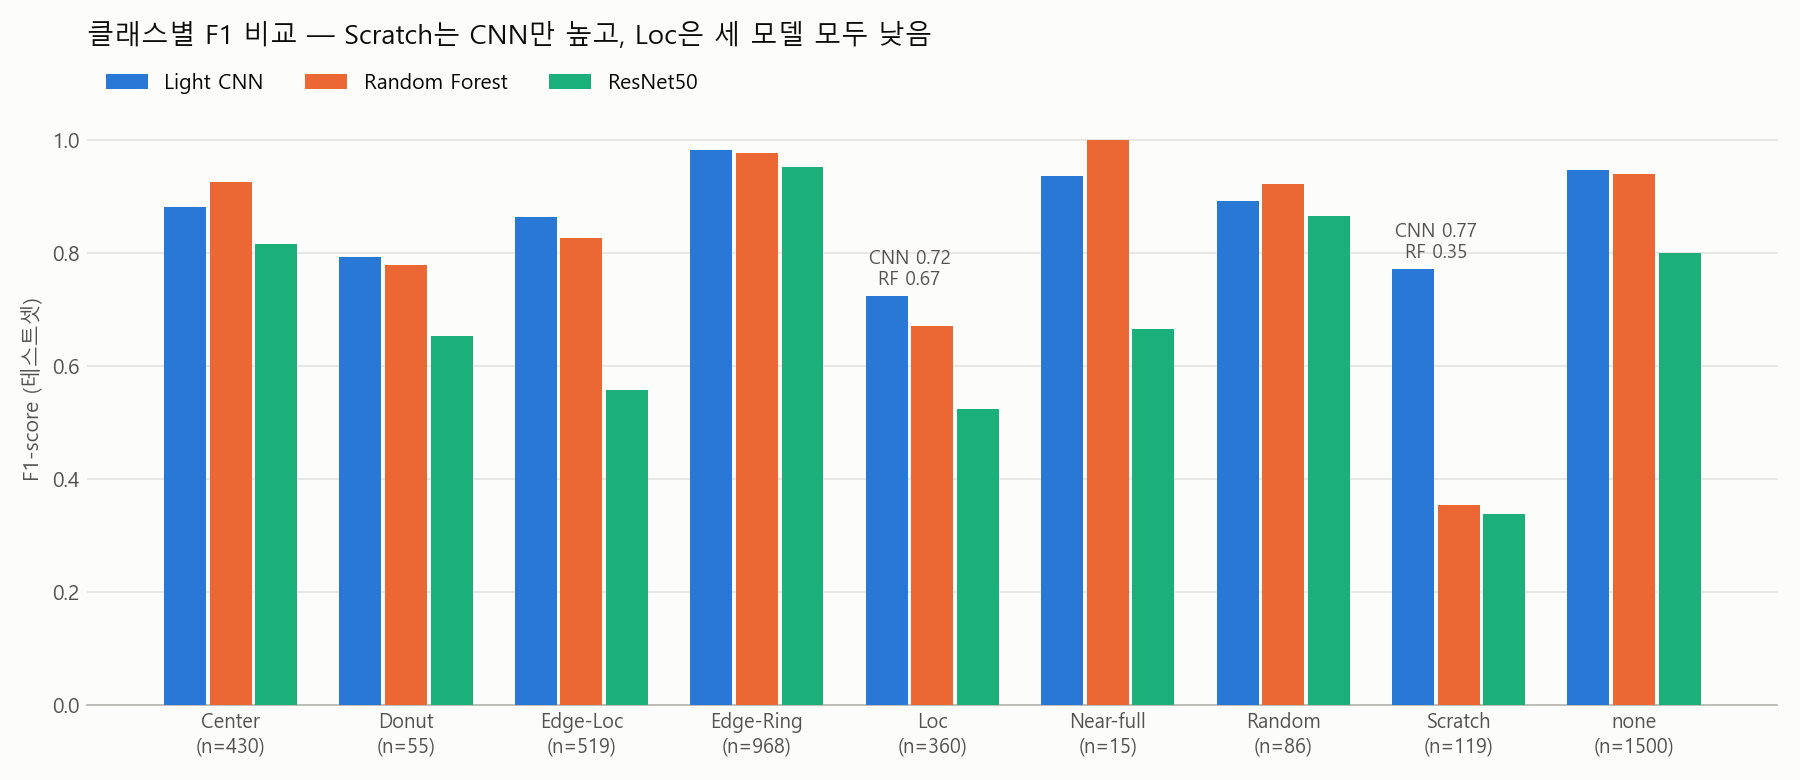 클래스별 F1 비교 — Scratch는 CNN만 높고, Loc은 세 모델 모두 낮음
Light CNN
Random Forest
ResNet50
F1-score (테스트셋)
1.0
0.8
0.6
0.4
0.2
0.0
CNN 0.72
RF 0.67
CNN 0.77
RF 0.35
Center
(n=430)
Donut
(n=55)
Edge-Loc
(n=519)
Edge-Ring
(n=968)
Loc
(n=360)
Near-full
(n=15)
Random
(n=86)
Scratch
(n=119)
none
(n=1500)